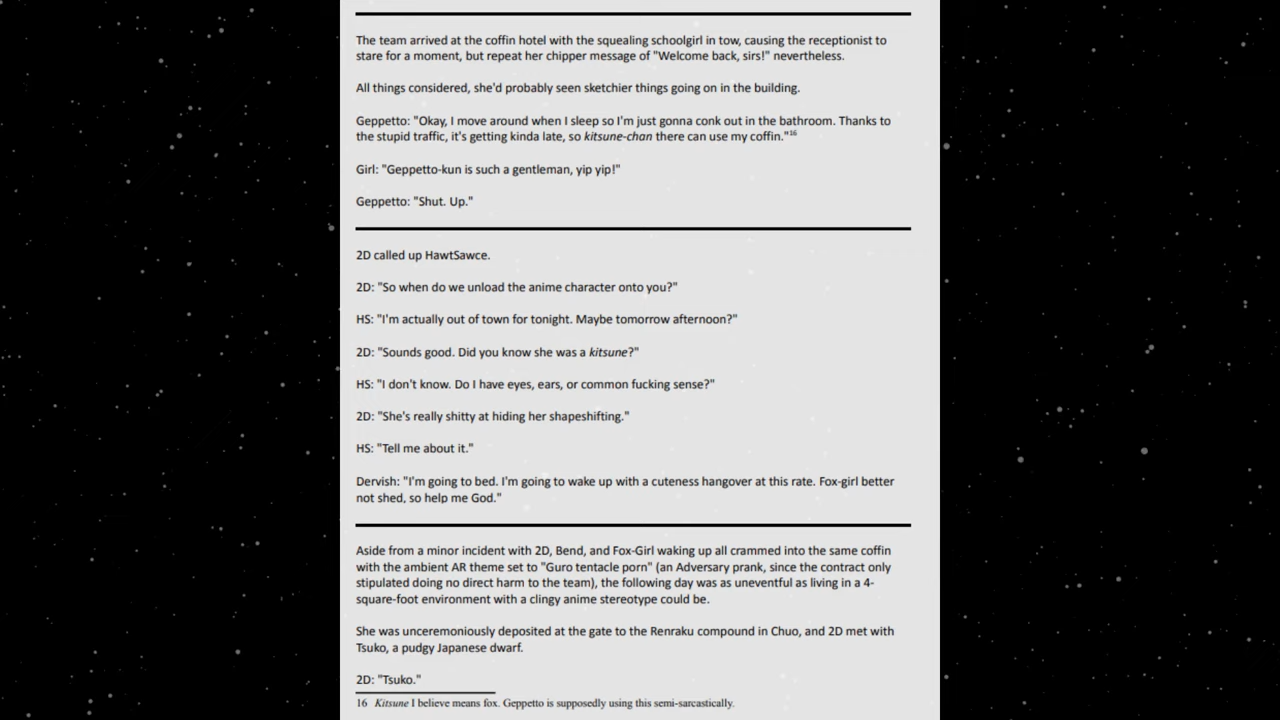 The team arrived at the coffin hotel with the squealing schoolgirl in tow, causing the receptionist to
stare for a moment, but repeat her chipper message of "Welcome back, sirs!" nevertheless.
All things considered, she'd probably seen sketchier things going on in the building.
Geppetto: "Okay, I move around when I sleep so I'm just gonna conk out in the bathroom. Thanks to
the stupid traffic, it's getting kinda late, so kitsune-chan there can use my coffin."16
Girl: "Geppetto-kun is such a gentleman, yip yip!"
Geppetto: "Shut. Up."
2D called up HawtSawce.
2D: "So when do we unload the anime character onto you?"
HS: "I'm actually out of town for tonight. Maybe tomorrow afternoon?"
2D: "Sounds good. Did you know she was a kitsune?"
HS: "I don't know. Do I have eyes, ears, or common fucking sense?"
2D: "She's really shitty at hiding her shapeshifting."
HS: "Tell me about it."
Dervish: "I'm going to bed. I'm going to wake up with a cuteness hangover at this rate. Fox-girl better
not shed, so help me God."
Aside from a minor incident with 2D, Bend, and Fox-Girl waking up all crammed into the same coffin
with the ambient AR theme set to "Guro tentacle porn" (an Adversary prank, since the contract only
stipulated doing no direct harm to the team), the following day was as uneventful as living in a 4-
square-foot environment with a clingy anime stereotype could be.
She was unceremoniously deposited at the gate to the Renraku compound in Chuo, and 2D met with
Tsuko, a pudgy Japanese dwarf.
2D: "Tsuko."
16 Kitsune I believe means fox. Geppetto is supposedly using this semi-sarcastically.